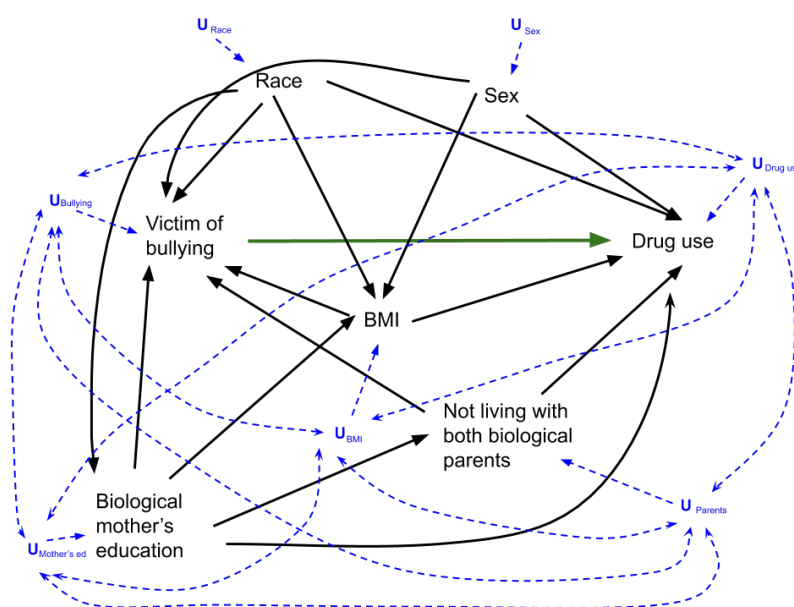 U Race
U Sex
Race
Sex
U Drug us
U Bullying
Victim of
bullying
Drug use
BMI
Not living with
both biological
parents
U BMI
Biological
mother's
education
U Parents
U Mother's ed